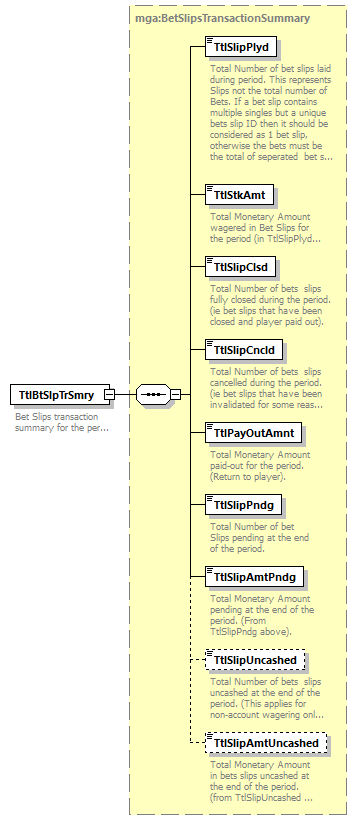 mga:BetSlipsTransactionSummary
TtlSlipPlyd
Total Number of bet slips laid
during period. This represents
Slips not the total number of
Bets. If a bet slip contains
multiple singles but a unique
bets slip ID then it should be
considered as 1 bet slip,
otherwise the bets must be
the total of seperated bet s...
TtlStkAmt
Total Monetary Amount
wagered in Bet Slips for
the period (in TtlSlipPlyd...
TtlSlipClsd
Total Number of bets slips
fully closed during the period.
(ie bet slips that have been
closed and player paid out).
TtlSlipCncld
Total Number of bets slips
cancelled during the period.
(ie bet slips that have been
invalidated for some reas...
TtlBtSlpTrSmry
Bet Slips transaction
summary for the per...
TtlPayOutAmnt
Total Monetary Amount
paid-out for the period.
(Return to player).
TtlSlipPndg
Total Number of bet
Slips pending at the end
of the period.
TtlSlipAmtPndg
Total Monetary Amount
pending at the end of the
period. (From
TtlSlipPndg above).
TtlSlipUncashed
Total Number of bets slips
uncashed at the end of the
period. (This applies for
non-account wagering onl...
TtlSlipAmtUncashed
Total Monetary Amount
in bets slips uncashed at
the end of the period.
(from TtlSlipUncashed ...